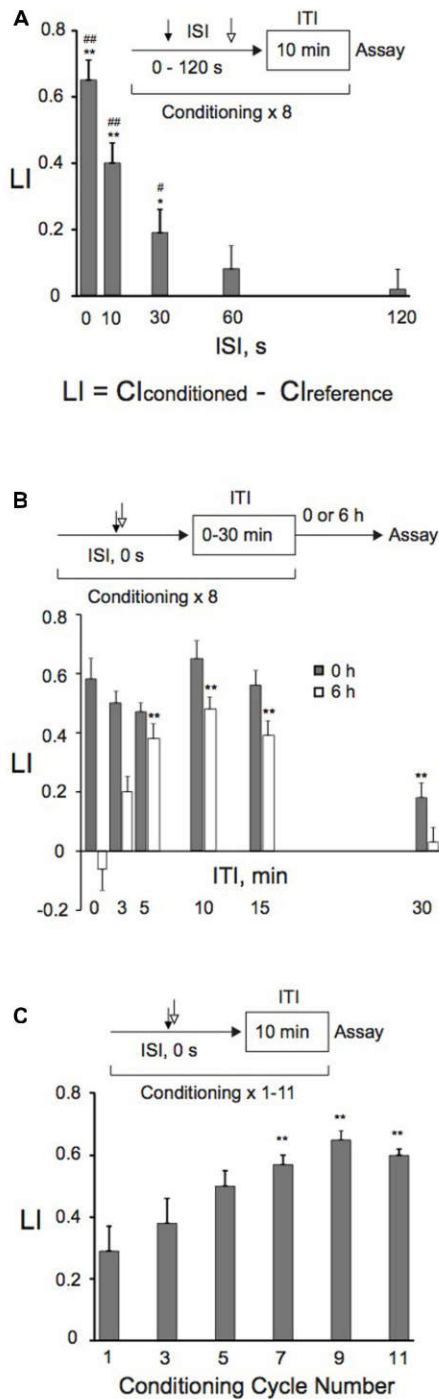 A
ISI
0 - 120 s
ITI
10 min
Assay
Conditioning x 8
##
**
##
**
#
*
0.8
0.6
0.4
0.2
0
LI
0 10 30 60 120
ISI, s
LI = CIconditioned - CIreference
B
ITI
0-30 min
0 or 6 h
Assay
ISI, 0 s
Conditioning x 8
0.8
0.6
0.4
0.2
0
-0.2
LI
**
**
**
**
0 h
6 h
ITI, min
0 3 5 10 15 30
C
ITI
10 min
Assay
ISI, 0 s
Conditioning x 1-11
0.8
0.6
0.4
0.2
0
LI
**
**
**
1 3 5 7 9 11
Conditioning Cycle Number